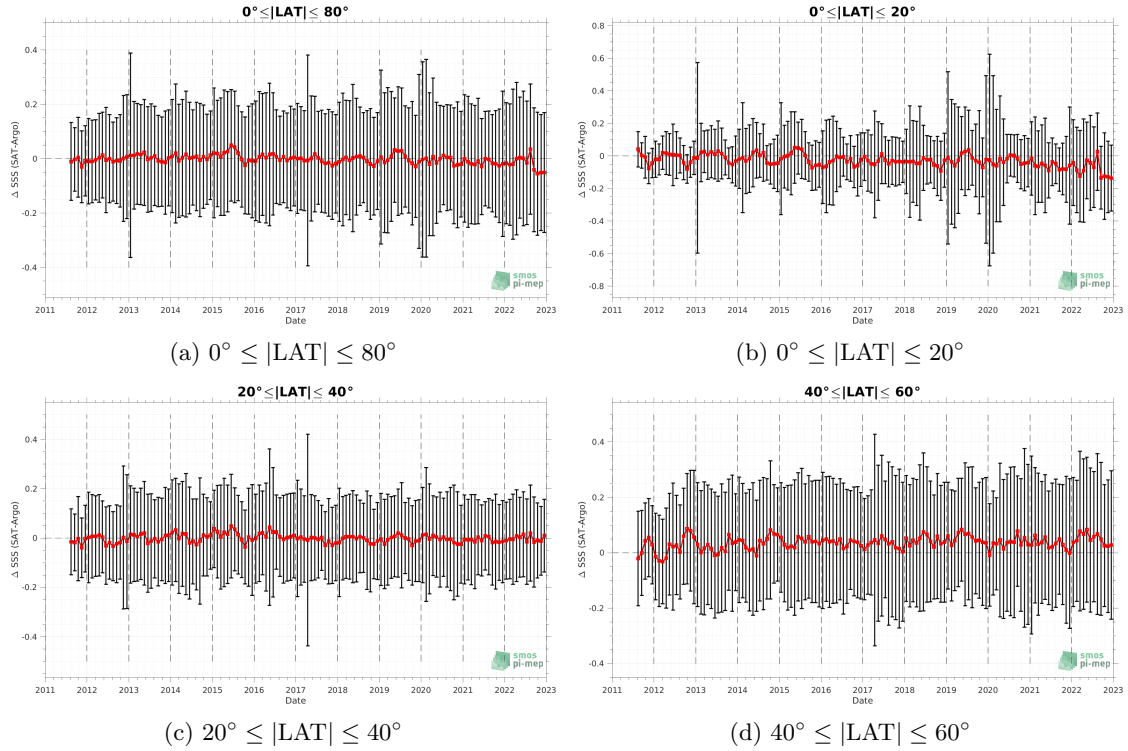 0°≤|LAT|≤ 80°
Δ SSS (SAT-Argo)
0.4
0.2
0
-0.2
-0.4
2011 2012 2013 2014 2015 2016 2017 2018 2019 2020 2021 2022 2023
Date
smos
pi-mep
(a) 0° ≤ |LAT| ≤ 80°
0°≤|LAT|≤ 20°
Δ SSS (SAT-Argo)
0.8
0.6
0.4
0.2
0
-0.2
-0.4
-0.6
-0.8
2011 2012 2013 2014 2015 2016 2017 2018 2019 2020 2021 2022 2023
Date
smos
pi-mep
(b) 0° ≤ |LAT| ≤ 20°
20°≤|LAT|≤ 40°
Δ SSS (SAT-Argo)
0.4
0.2
0
-0.2
-0.4
2011 2012 2013 2014 2015 2016 2017 2018 2019 2020 2021 2022 2023
Date
smos
pi-mep
(c) 20° ≤ |LAT| ≤ 40°
40°≤|LAT|≤ 60°
Δ SSS (SAT-Argo)
0.4
0.2
0
-0.2
-0.4
2011 2012 2013 2014 2015 2016 2017 2018 2019 2020 2021 2022 2023
Date
smos
pi-mep
(d) 40° ≤ |LAT| ≤ 60°